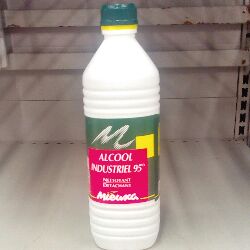 M
ALCOOL
INDUSTRIEL 95°
NETTOYANT
DÉTACHANT
mieuxa